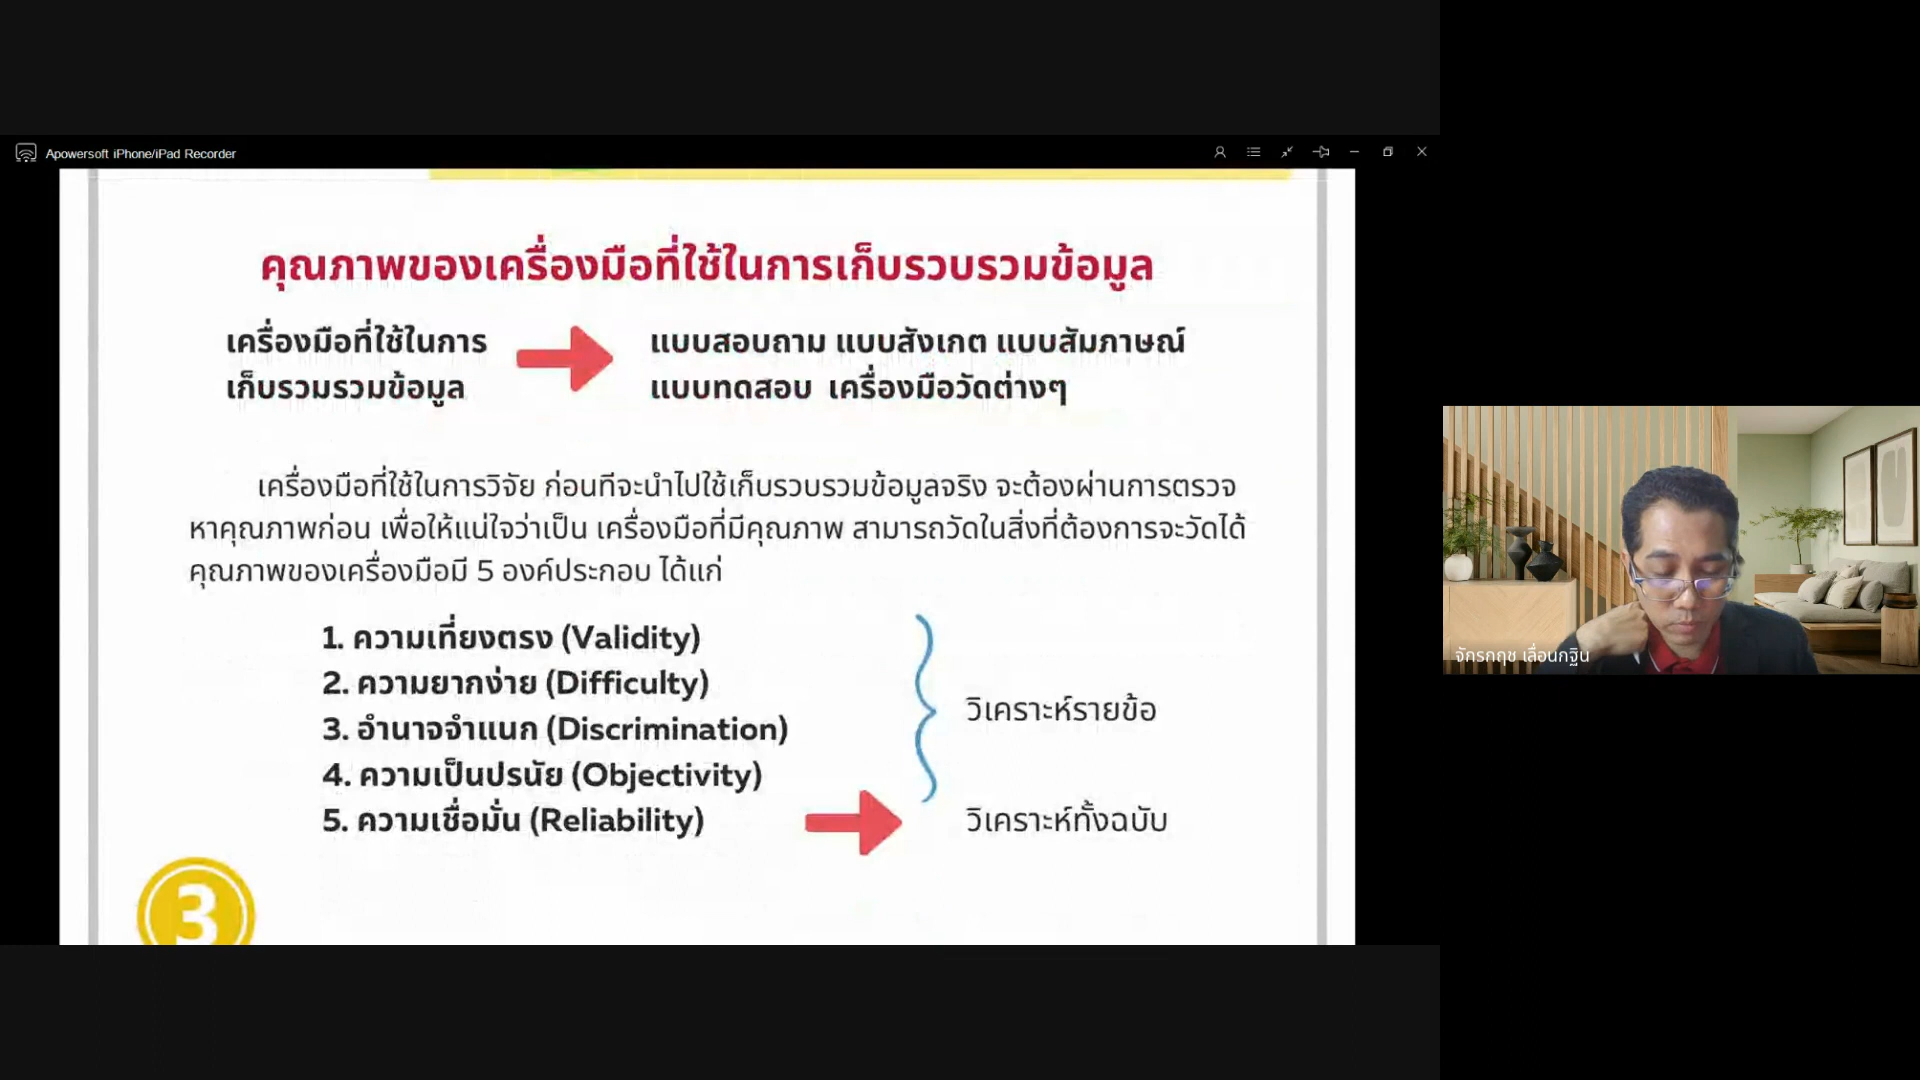 Apowersoft iPhone/iPad Recorder
คุณภาพของเครื่องมือที่ใช้ในการเก็บรวบรวมข้อมูล
เครื่องมือที่ใช้ในการ
เก็บรวมรวมข้อมูล
แบบสอบถาม แบบสังเกต แบบสัมภาษณ์
แบบทดสอบ เครื่องมือวัดต่างๆ
เครื่องมือที่ใช้ในการวิจัย ก่อนทีจะนำไปใช้เก็บรวบรวมข้อมูลจริง จะต้องผ่านการตรวจ
หาคุณภาพก่อน เพื่อให้แน่ใจว่าเป็น เครื่องมือที่มีคุณภาพ สามารถวัดในสิ่งที่ต้องการจะวัดได้
คุณภาพของเครื่องมือมี 5 องค์ประกอบ ได้แก่
1. ความเที่ยงตรง (Validity)
2. ความยากง่าย (Difficulty)
3. อำนาจจำแนก (Discrimination)
4. ความเป็นปรนัย (Objectivity)
5. ความเชื่อมั่น (Reliability)
วิเคราะห์รายข้อ
วิเคราะห์ทั้งฉบับ
3
จักรกฤช เลื่อนกฐิน